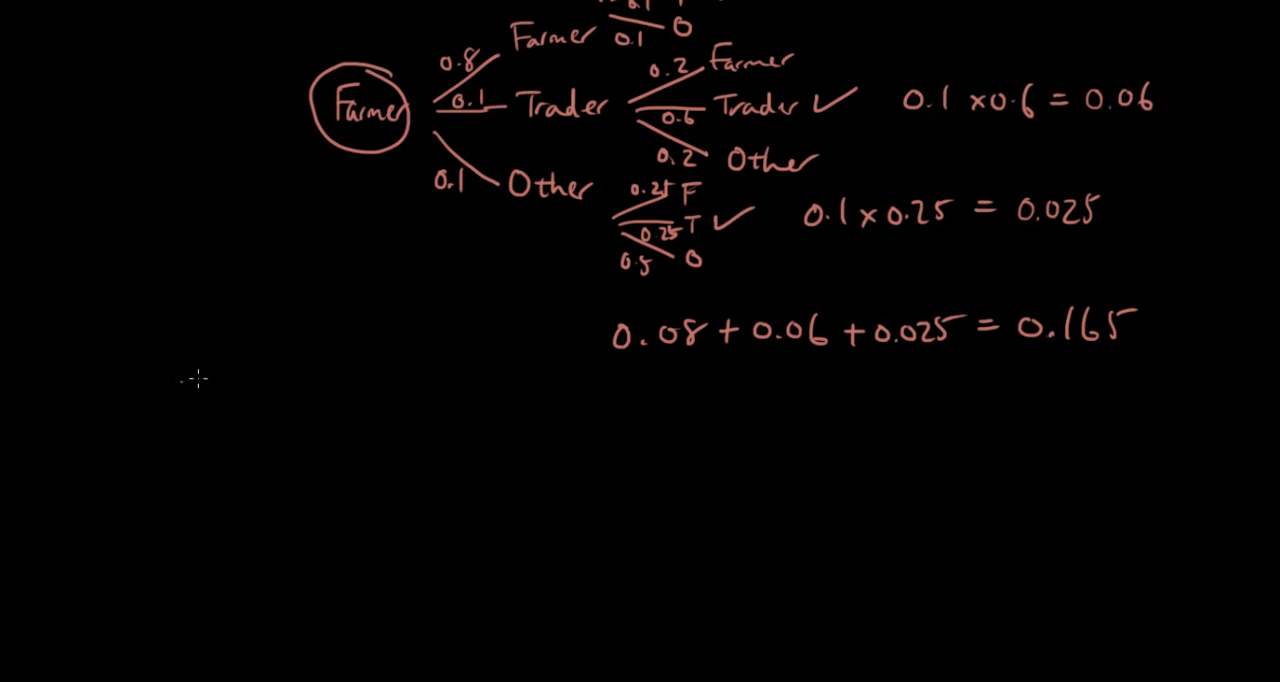 0.1
0.1 O
0.8 Farmer
Farmer 0.1 Trader
0.1 Other
0.2 Farmer
0.6 Trader ✓ 0.1 × 0.6 = 0.06
0.2 Other
0.25 F
0.25 T ✓ 0.1 × 0.25 = 0.025
0.5 O
0.08 + 0.06 + 0.025 = 0.165